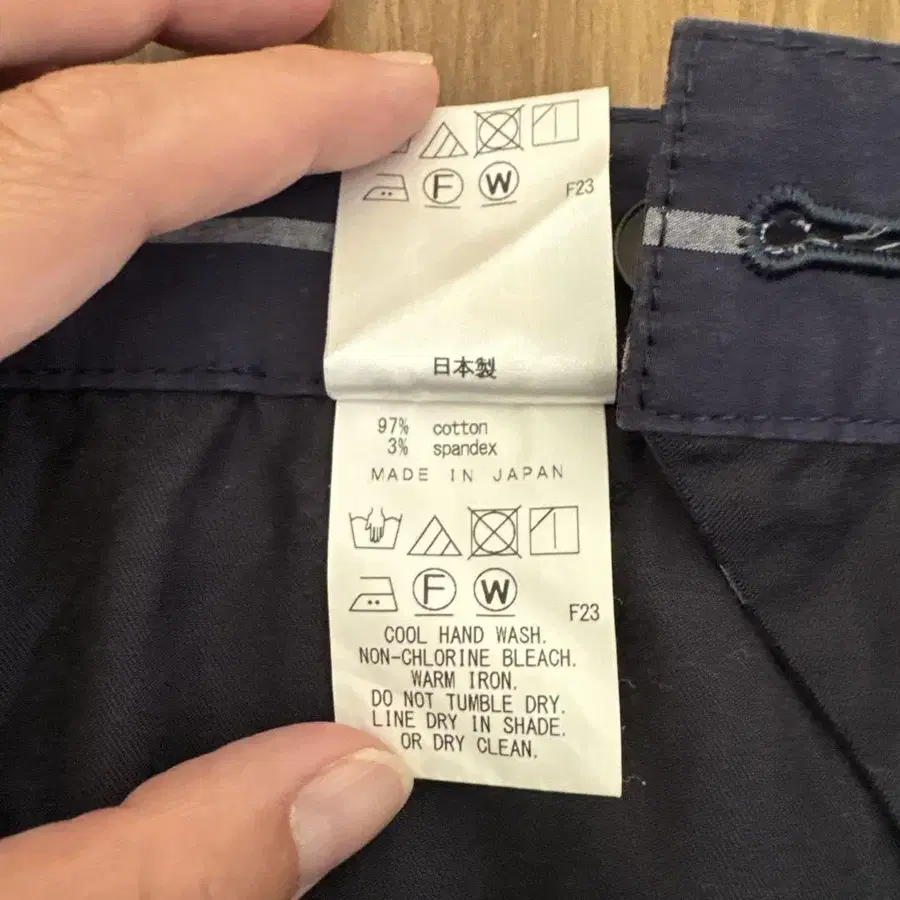 F W F23
日本製
97% cotton
3% spandex
MADE IN JAPAN
F W F23
COOL HAND WASH.
NON-CHLORINE BLEACH.
WARM IRON.
DO NOT TUMBLE DRY.
LINE DRY IN SHADE.
OR DRY CLEAN.